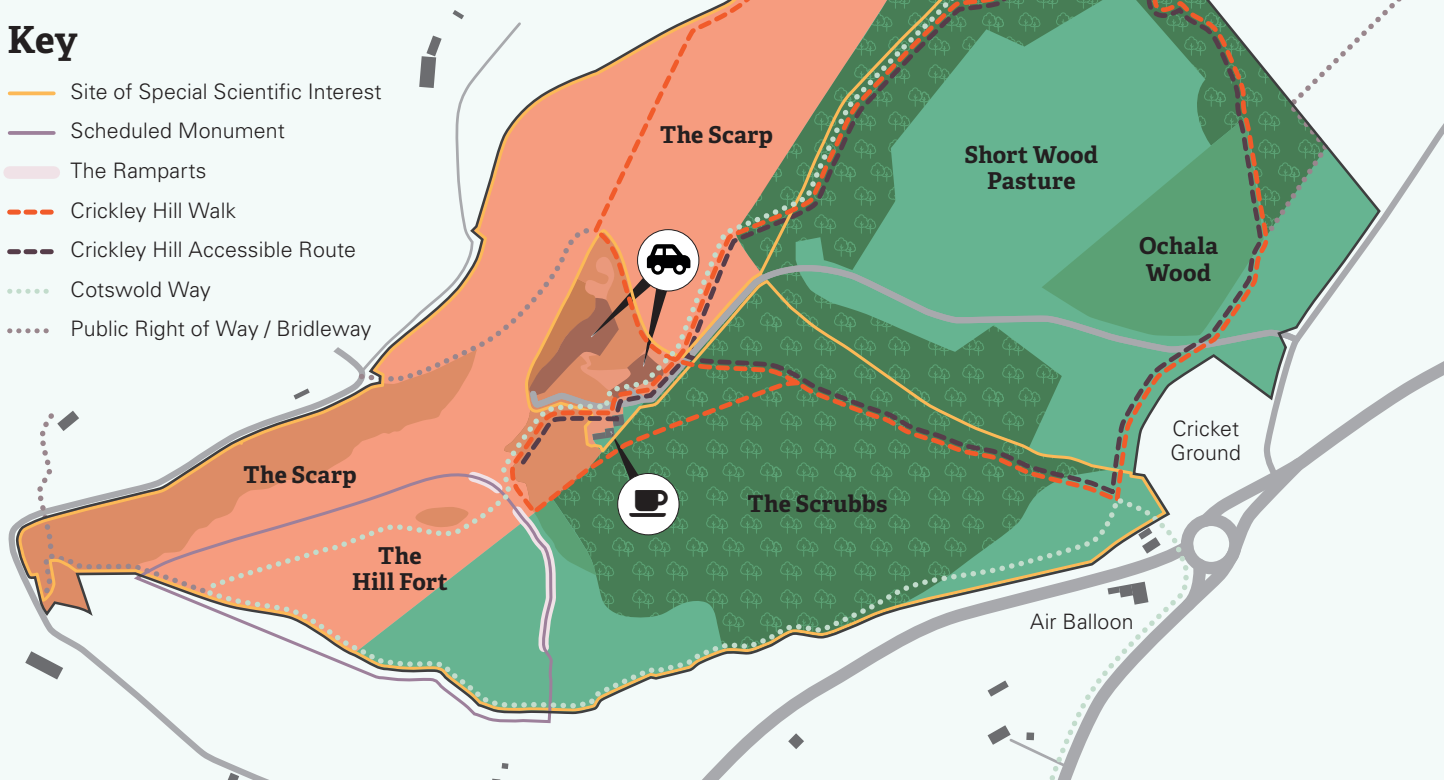 Key
Site of Special Scientific Interest
Scheduled Monument
The Ramparts
Crickley Hill Walk
Crickley Hill Accessible Route
Cotswold Way
Public Right of Way / Bridleway
The Scarp
Short Wood
Pasture
Ochala
Wood
Cricket
Ground
The Scarp
The Scrubbs
The
Hill Fort
Air Balloon